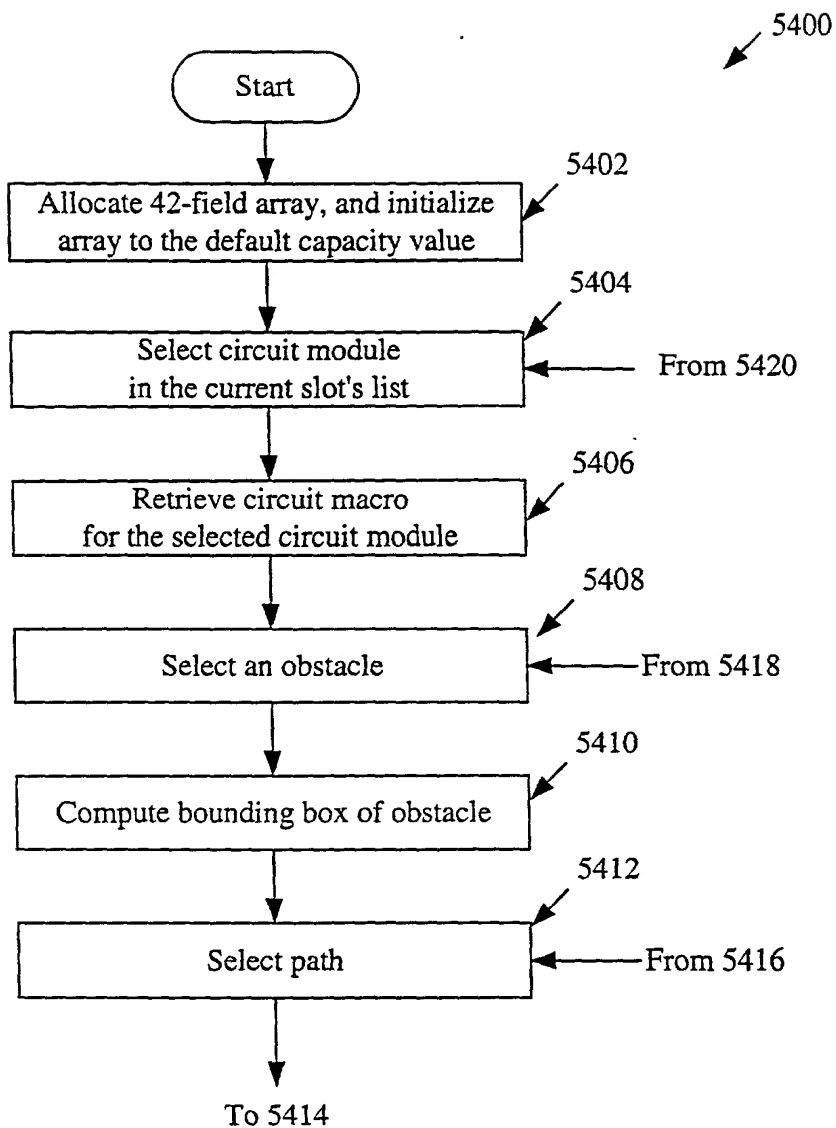 5400
Start
5402
Allocate 42-field array, and initialize
array to the default capacity value
5404
Select circuit module
in the current slot's list
From 5420
5406
Retrieve circuit macro
for the selected circuit module
5408
Select an obstacle
From 5418
5410
Compute bounding box of obstacle
5412
Select path
From 5416
To 5414